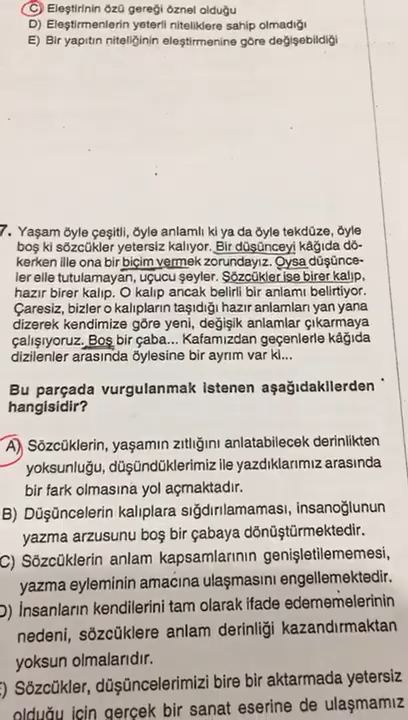 C) Eleştirinin özü gereği öznel olduğu
D) Eleştirmenlerin yeterli niteliklere sahip olmadığı
E) Bir yapıtın niteliğinin eleştirmenine göre değişebildiği
7. Yaşam öyle çeşitli, öyle anlamlı ki ya da öyle tekdüze, öyle
boş ki sözcükler yetersiz kalıyor. Bir düşünceyi kâğıda dö-
kerken ille ona bir biçim vermek zorundayız. Oysa düşünce-
ler elle tutulamayan, uçucu şeyler. Sözcükler ise birer kalıp,
hazır birer kalıp. O kalıp ancak belirli bir anlamı belirtiyor.
Çaresiz, bizler o kalıpların taşıdığı hazır anlamları yan yana
dizerek kendimize göre yeni, değişik anlamlar çıkarmaya
çalışıyoruz. Boş bir çaba... Kafamızdan geçenlerle kâğıda
dizilenler arasında öylesine bir ayrım var ki...
Bu parçada vurgulanmak istenen aşağıdakilerden
hangisidir?
A) Sözcüklerin, yaşamın zıtlığını anlatabilecek derinlikten
yoksunluğu, düşündüklerimiz ile yazdıklarımız arasında
bir fark olmasına yol açmaktadır.
B) Düşüncelerin kalıplara sığdırılamaması, insanoğlunun
yazma arzusunu boş bir çabaya dönüştürmektedir.
C) Sözcüklerin anlam kapsamlarının genişletilememesi,
yazma eyleminin amacına ulaşmasını engellemektedir.
D) İnsanların kendilerini tam olarak ifade edememelerinin
nedeni, sözcüklere anlam derinliği kazandırmaktan
yoksun olmalarıdır.
E) Sözcükler, düşüncelerimizi bire bir aktarmada yetersiz
olduğu için gerçek bir sanat eserine de ulaşmamız